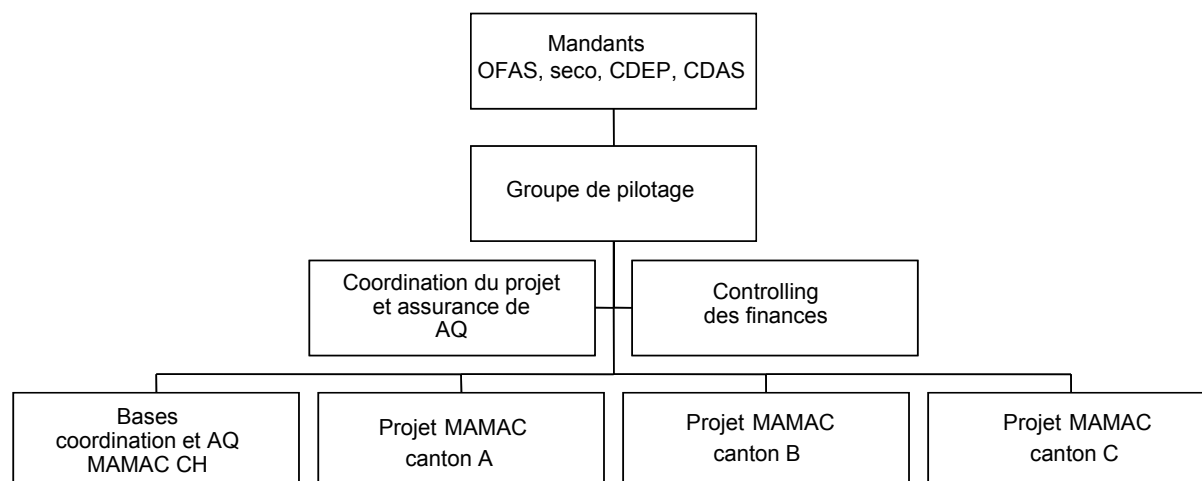 Mandants
OFAS, seco, CDEP, CDAS
Groupe de pilotage
Coordination du projet
et assurance de
AQ
Controlling
des finances
Bases
coordination et AQ
MAMAC CH
Projet MAMAC
canton A
Projet MAMAC
canton B
Projet MAMAC
canton C